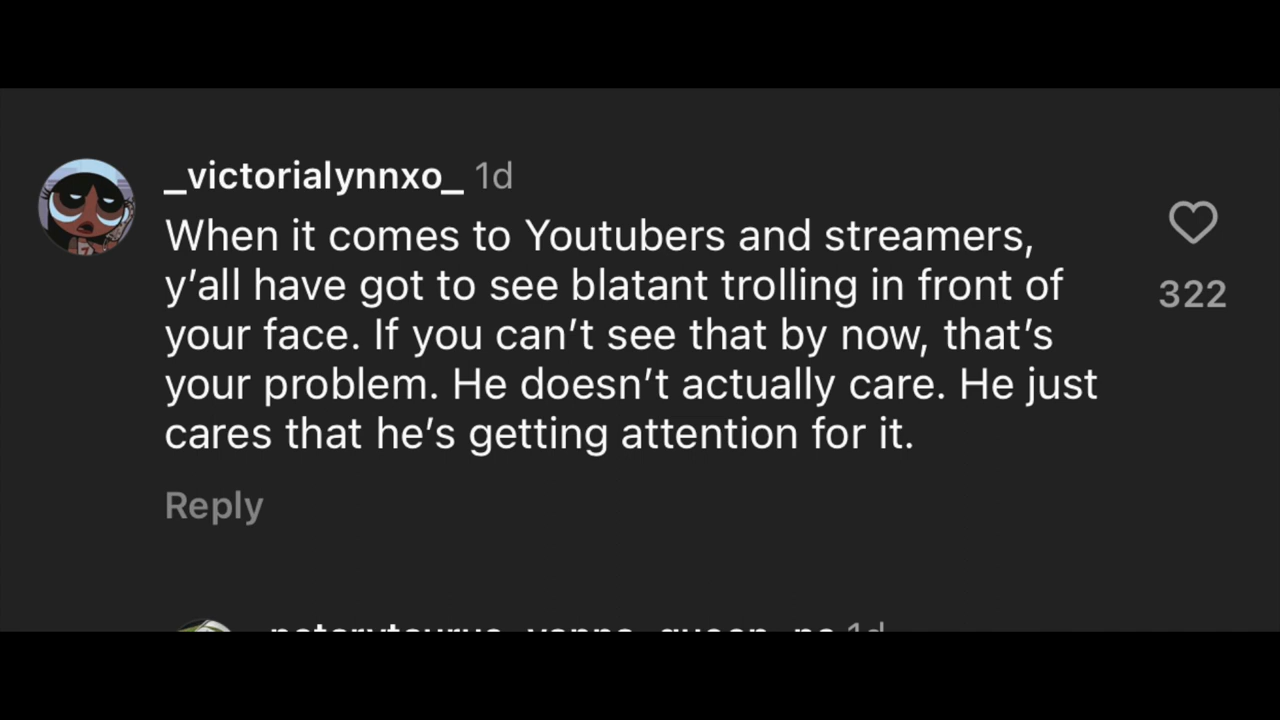 _victorialynnxo_ 1d
When it comes to Youtubers and streamers,
y’all have got to see blatant trolling in front of
your face. If you can’t see that by now, that’s
your problem. He doesn’t actually care. He just
cares that he’s getting attention for it.
322
Reply
1d